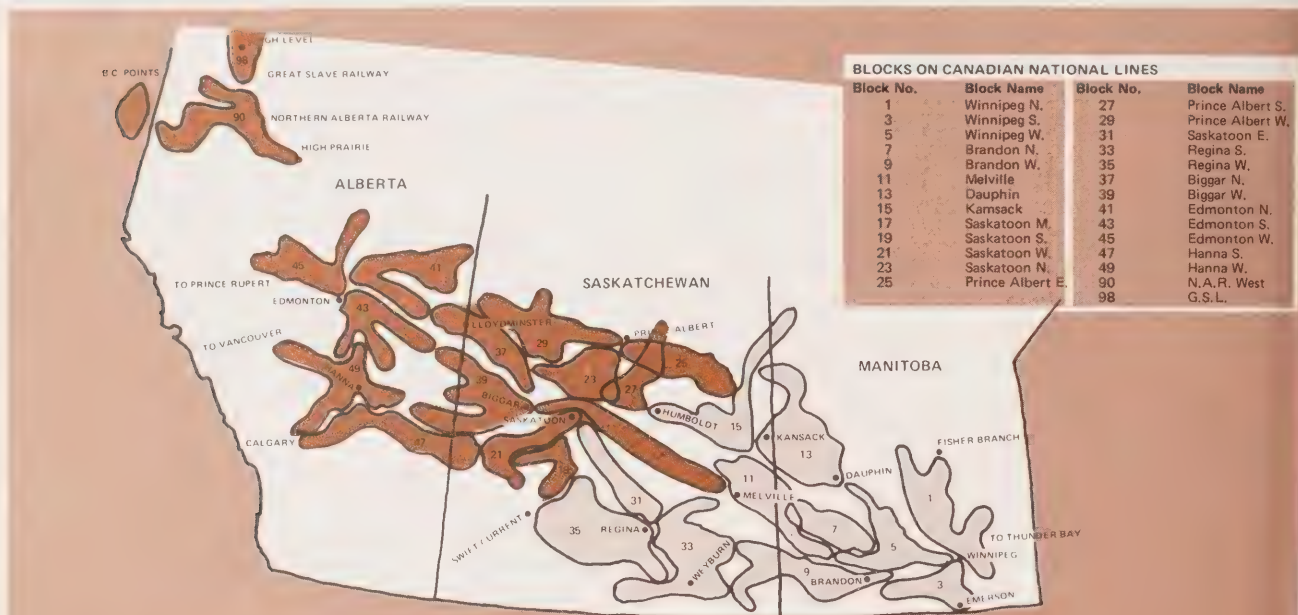 GH LEVEL
98
B.C. POINTS
GREAT SLAVE RAILWAY
90
NORTHERN ALBERTA RAILWAY
HIGH PRAIRIE
ALBERTA
BLOCKS ON CANADIAN NATIONAL LINES
Block No. Block Name Block No. Block Name
1 Winnipeg N. 27 Prince Albert S.
3 Winnipeg S. 29 Prince Albert W.
5 Winnipeg W. 31 Saskatoon E.
7 Brandon N. 33 Regina S.
9 Brandon W. 35 Regina W.
11 Melville 37 Biggar N.
13 Dauphin 39 Biggar W.
15 Kamsack 41 Edmonton N.
17 Saskatoon M. 43 Edmonton S.
19 Saskatoon S. 45 Edmonton W.
21 Saskatoon W. 47 Hanna S.
23 Saskatoon N. 49 Hanna W.
25 Prince Albert E. 90 N.A.R. West
98 G.S.L.
45
41
TO PRINCE RUPERT
EDMONTON
SASKATCHEWAN
43
LLOYDMINSTER
PRINCE ALBERT
TO VANCOUVER
37
29
25
MANITOBA
49
HANNA
39
23
27
BIGGAR
SASKATOON
HUMBOLDT
15
KANSACK
CALGARY
47
21
13
FISHER BRANCH
DAUPHIN
11
MELVILLE
1
31
SWIFT CURRENT
35
REGINA
7
TO THUNDER BAY
33
5
WINNIPEG
WEYBURN
9
BRANDON
3
EMERSON